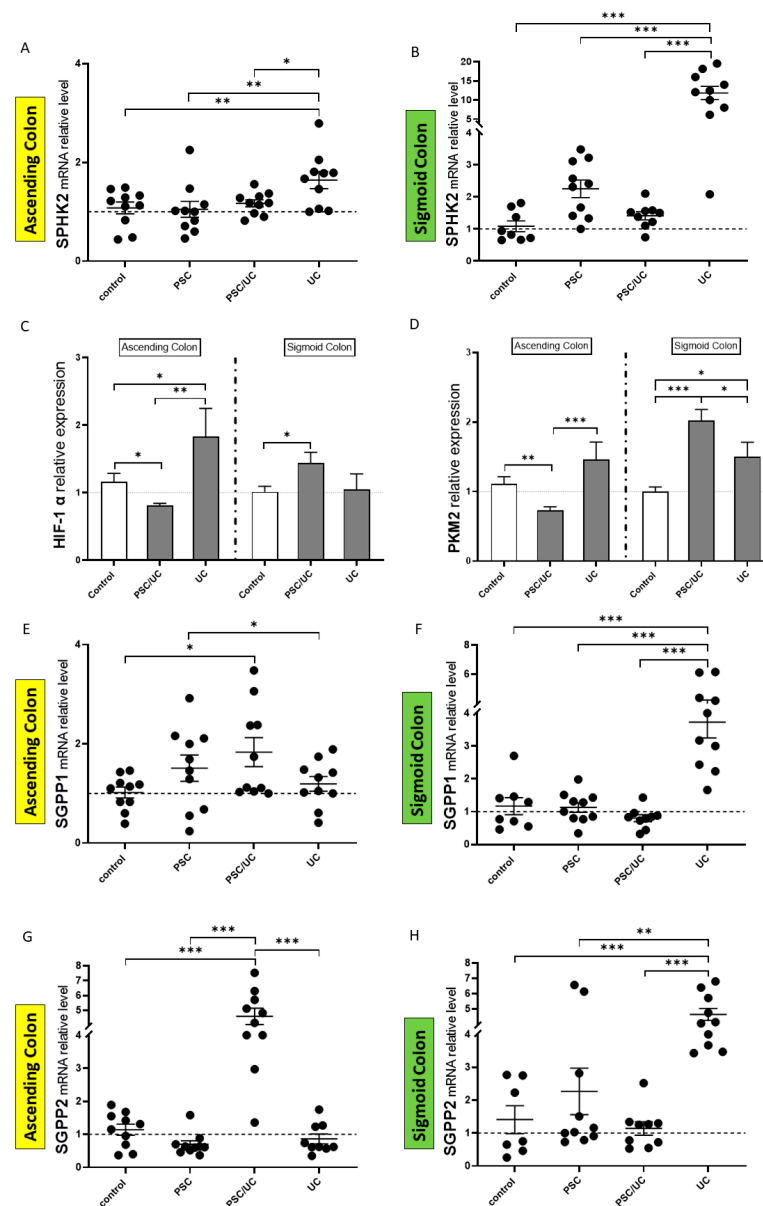 A
Ascending Colon
SPHK2 mRNA relative level
4
2
1
0
*
**
**
control
PSC
PSC/UC
UC
B
Sigmoid Colon
SPHK2 mRNA relative level
20
15
10
5
4
3
2
1
0
***
***
***
control
PSC
PSC/UC
UC
C
HIF-1 α relative expression
3
2
1
0
Ascending Colon
Sigmoid Colon
*
**
*
*
Control
PSC/UC
UC
Control
PSC/UC
UC
D
PKM2 relative expression
3
2
1
0
Ascending Colon
Sigmoid Colon
***
**
*
***
*
Control
PSC/UC
UC
Control
PSC/UC
UC
E
Ascending Colon
SGPP1 mRNA relative level
4
2
1
0
*
*
control
PSC
PSC/UC
UC
F
Sigmoid Colon
SGPP1 mRNA relative level
8
6
4
4
3
2
1
0
***
***
***
control
PSC
PSC/UC
UC
G
Ascending Colon
SGPP2 mRNA relative level
8
7
6
5
4
3
2
1
0
***
***
***
control
PSC
PSC/UC
UC
H
Sigmoid Colon
SGPP2 mRNA relative level
8
7
6
5
4
3
2
1
0
**
***
***
control
PSC
PSC/UC
UC